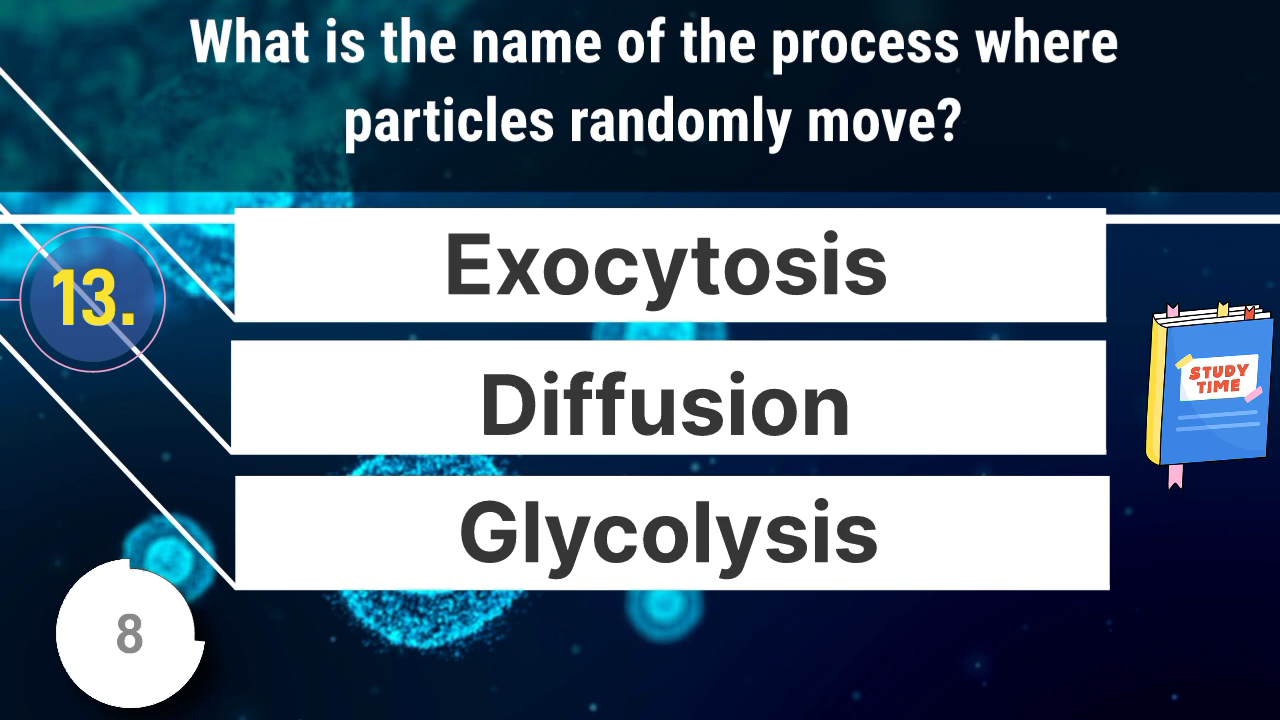 What is the name of the process where
particles randomly move?
Exocytosis
13.
Diffusion
STUDY
TIME
Glycolysis
8